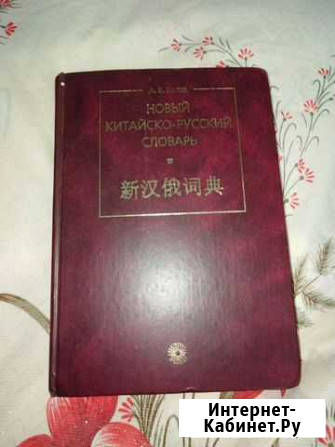 НОВЫЙ
КИТАЙСКО-РУССКИЙ
СЛОВАРЬ
新汉俄词典
Интернет-
Кабинет.Ру